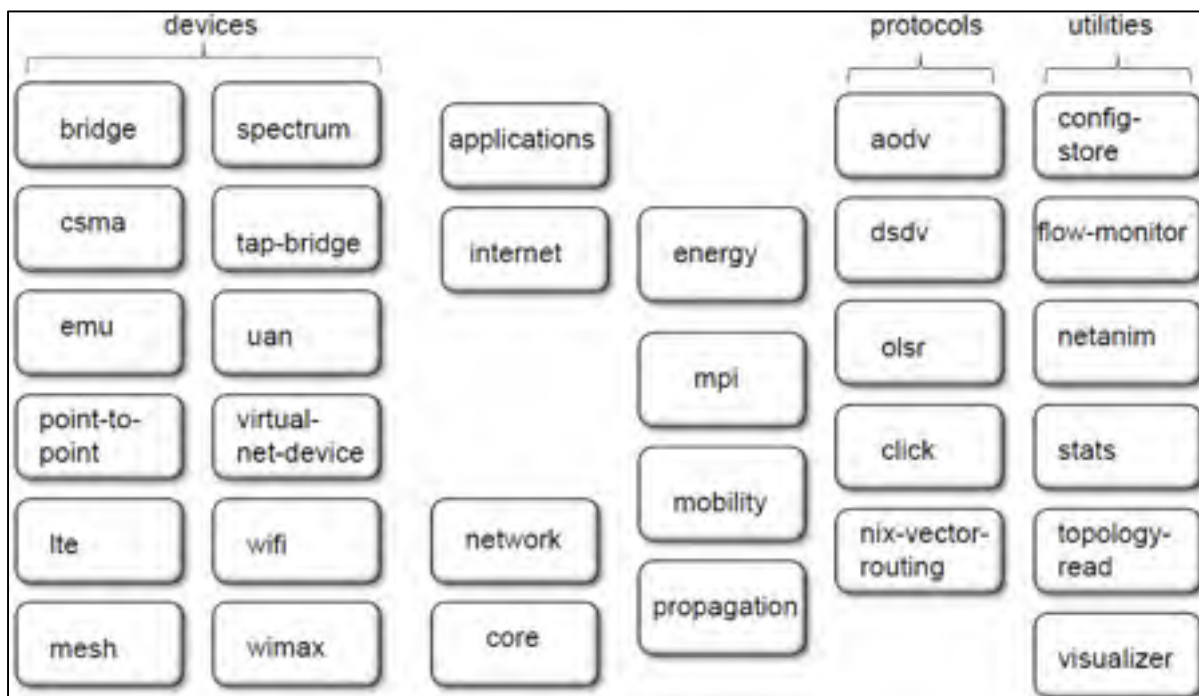 devices
protocols
utilities
bridge
spectrum
applications
aodv
config-
store
csma
tap-bridge
internet
energy
dsdv
flow-monitor
emu
uan
mpi
olsr
netanim
point-to-
point
virtual-
net-device
mobility
click
stats
lte
wifi
network
propagation
nix-vector-
routing
topology-
read
mesh
wimax
core
visualizer